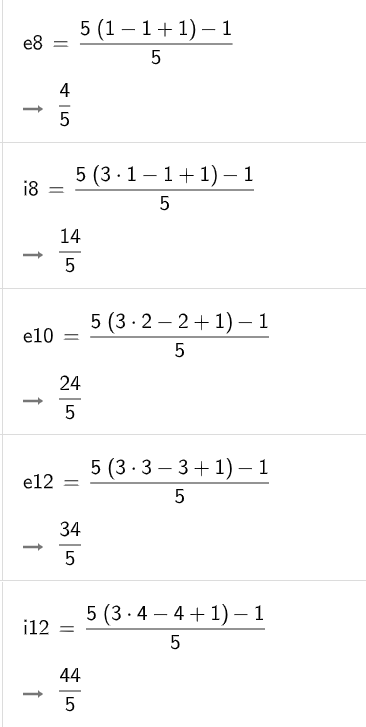 e8 = (5 (1 − 1 + 1) − 1) / 5
→ 4/5
i8 = (5 (3 · 1 − 1 + 1) − 1) / 5
→ 14/5
e10 = (5 (3 · 2 − 2 + 1) − 1) / 5
→ 24/5
e12 = (5 (3 · 3 − 3 + 1) − 1) / 5
→ 34/5
i12 = (5 (3 · 4 − 4 + 1) − 1) / 5
→ 44/5